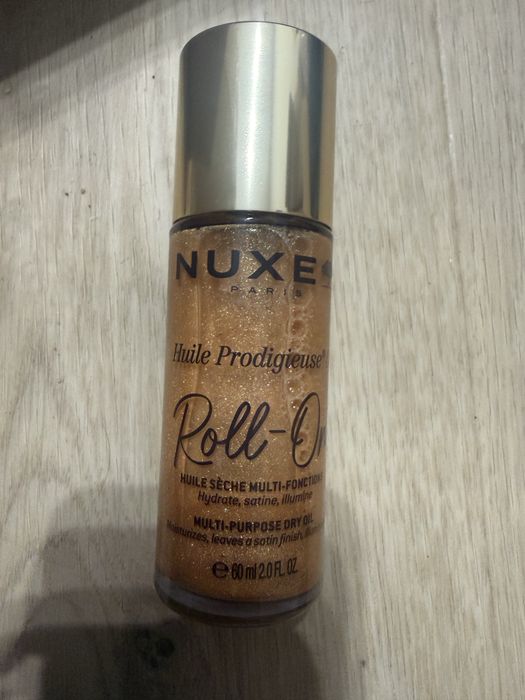 NUXE
PARIS
Huile Prodigieuse®
Roll-On
HUILE SÈCHE MULTI-FONCTIONS
Hydrate, satine, illumine
MULTI-PURPOSE DRY OIL
Moisturizes, leaves a satin finish,
e 60 ml 2.0 FL. OZ.